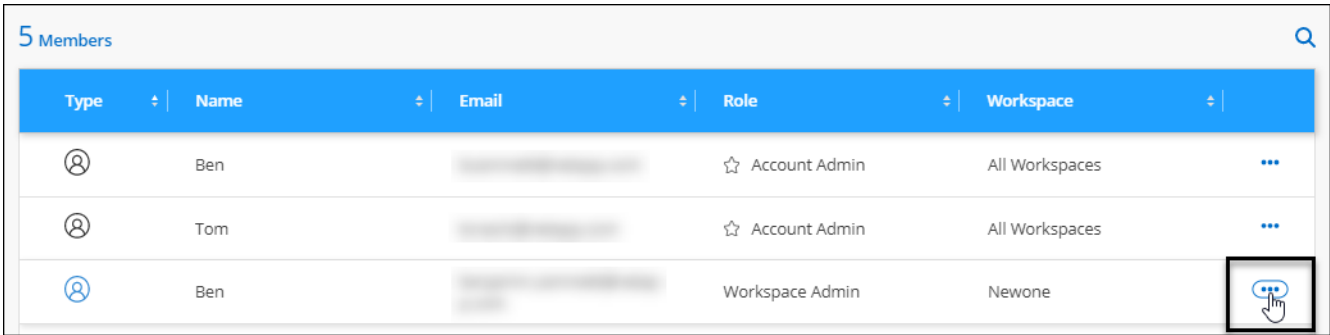 5 Members
Type Name Email Role Workspace
Ben Account Admin All Workspaces
Tom Account Admin All Workspaces
Ben Workspace Admin Newone